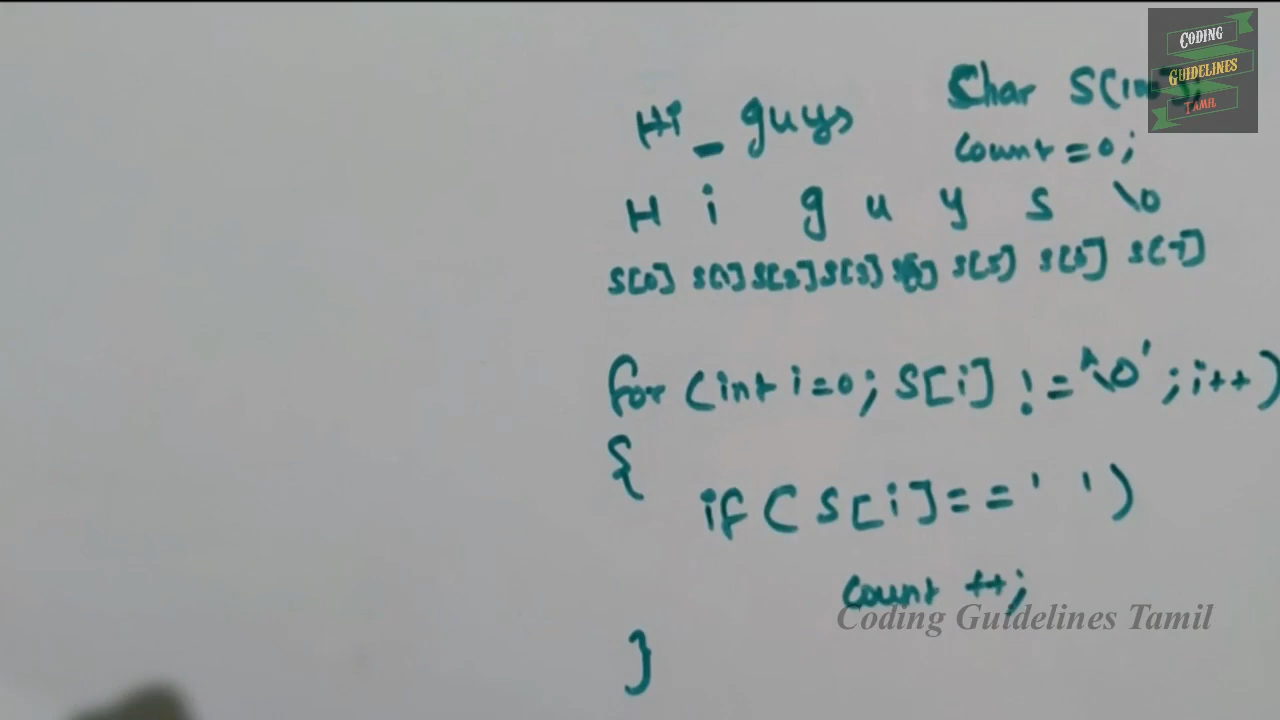 CODING
GUIDELINES
TAMIL
Hi_guys
Char S[100];
Count=0;
H i g u y s \0
S[0] S[1] S[2] S[3] S[5] S[7]
for (int i=0; S[i] != '\0' ; i++)
{
if ( S[i]==' ' )
Count ++;
Coding Guidelines Tamil
}